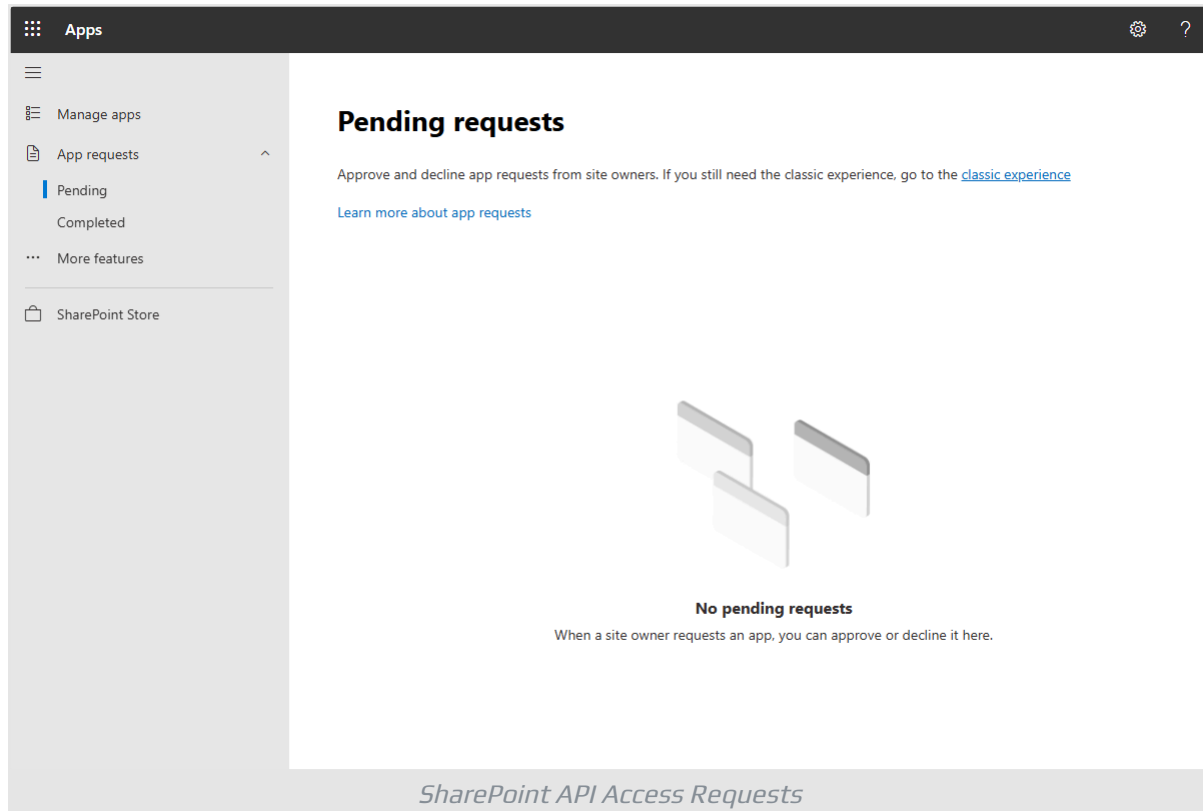 Apps
?
Manage apps
App requests
Pending
Completed
More features
SharePoint Store
Pending requests
Approve and decline app requests from site owners. If you still need the classic experience, go to the classic experience
Learn more about app requests
No pending requests
When a site owner requests an app, you can approve or decline it here.
SharePoint API Access Requests